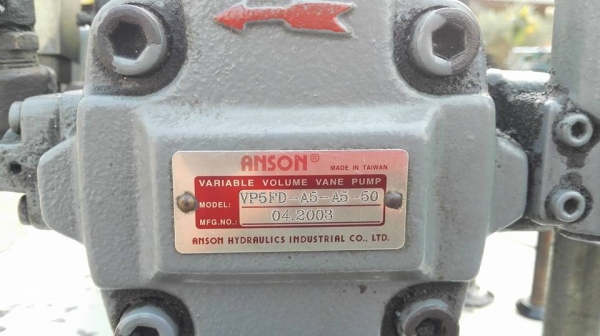 ANSON® MADE IN TAIWAN
VARIABLE VOLUME VANE PUMP
MODEL: VP5FD-A5-A5-50
MFG.NO.: 04.2003
ANSON HYDRAULICS INDUSTRIAL CO., LTD.